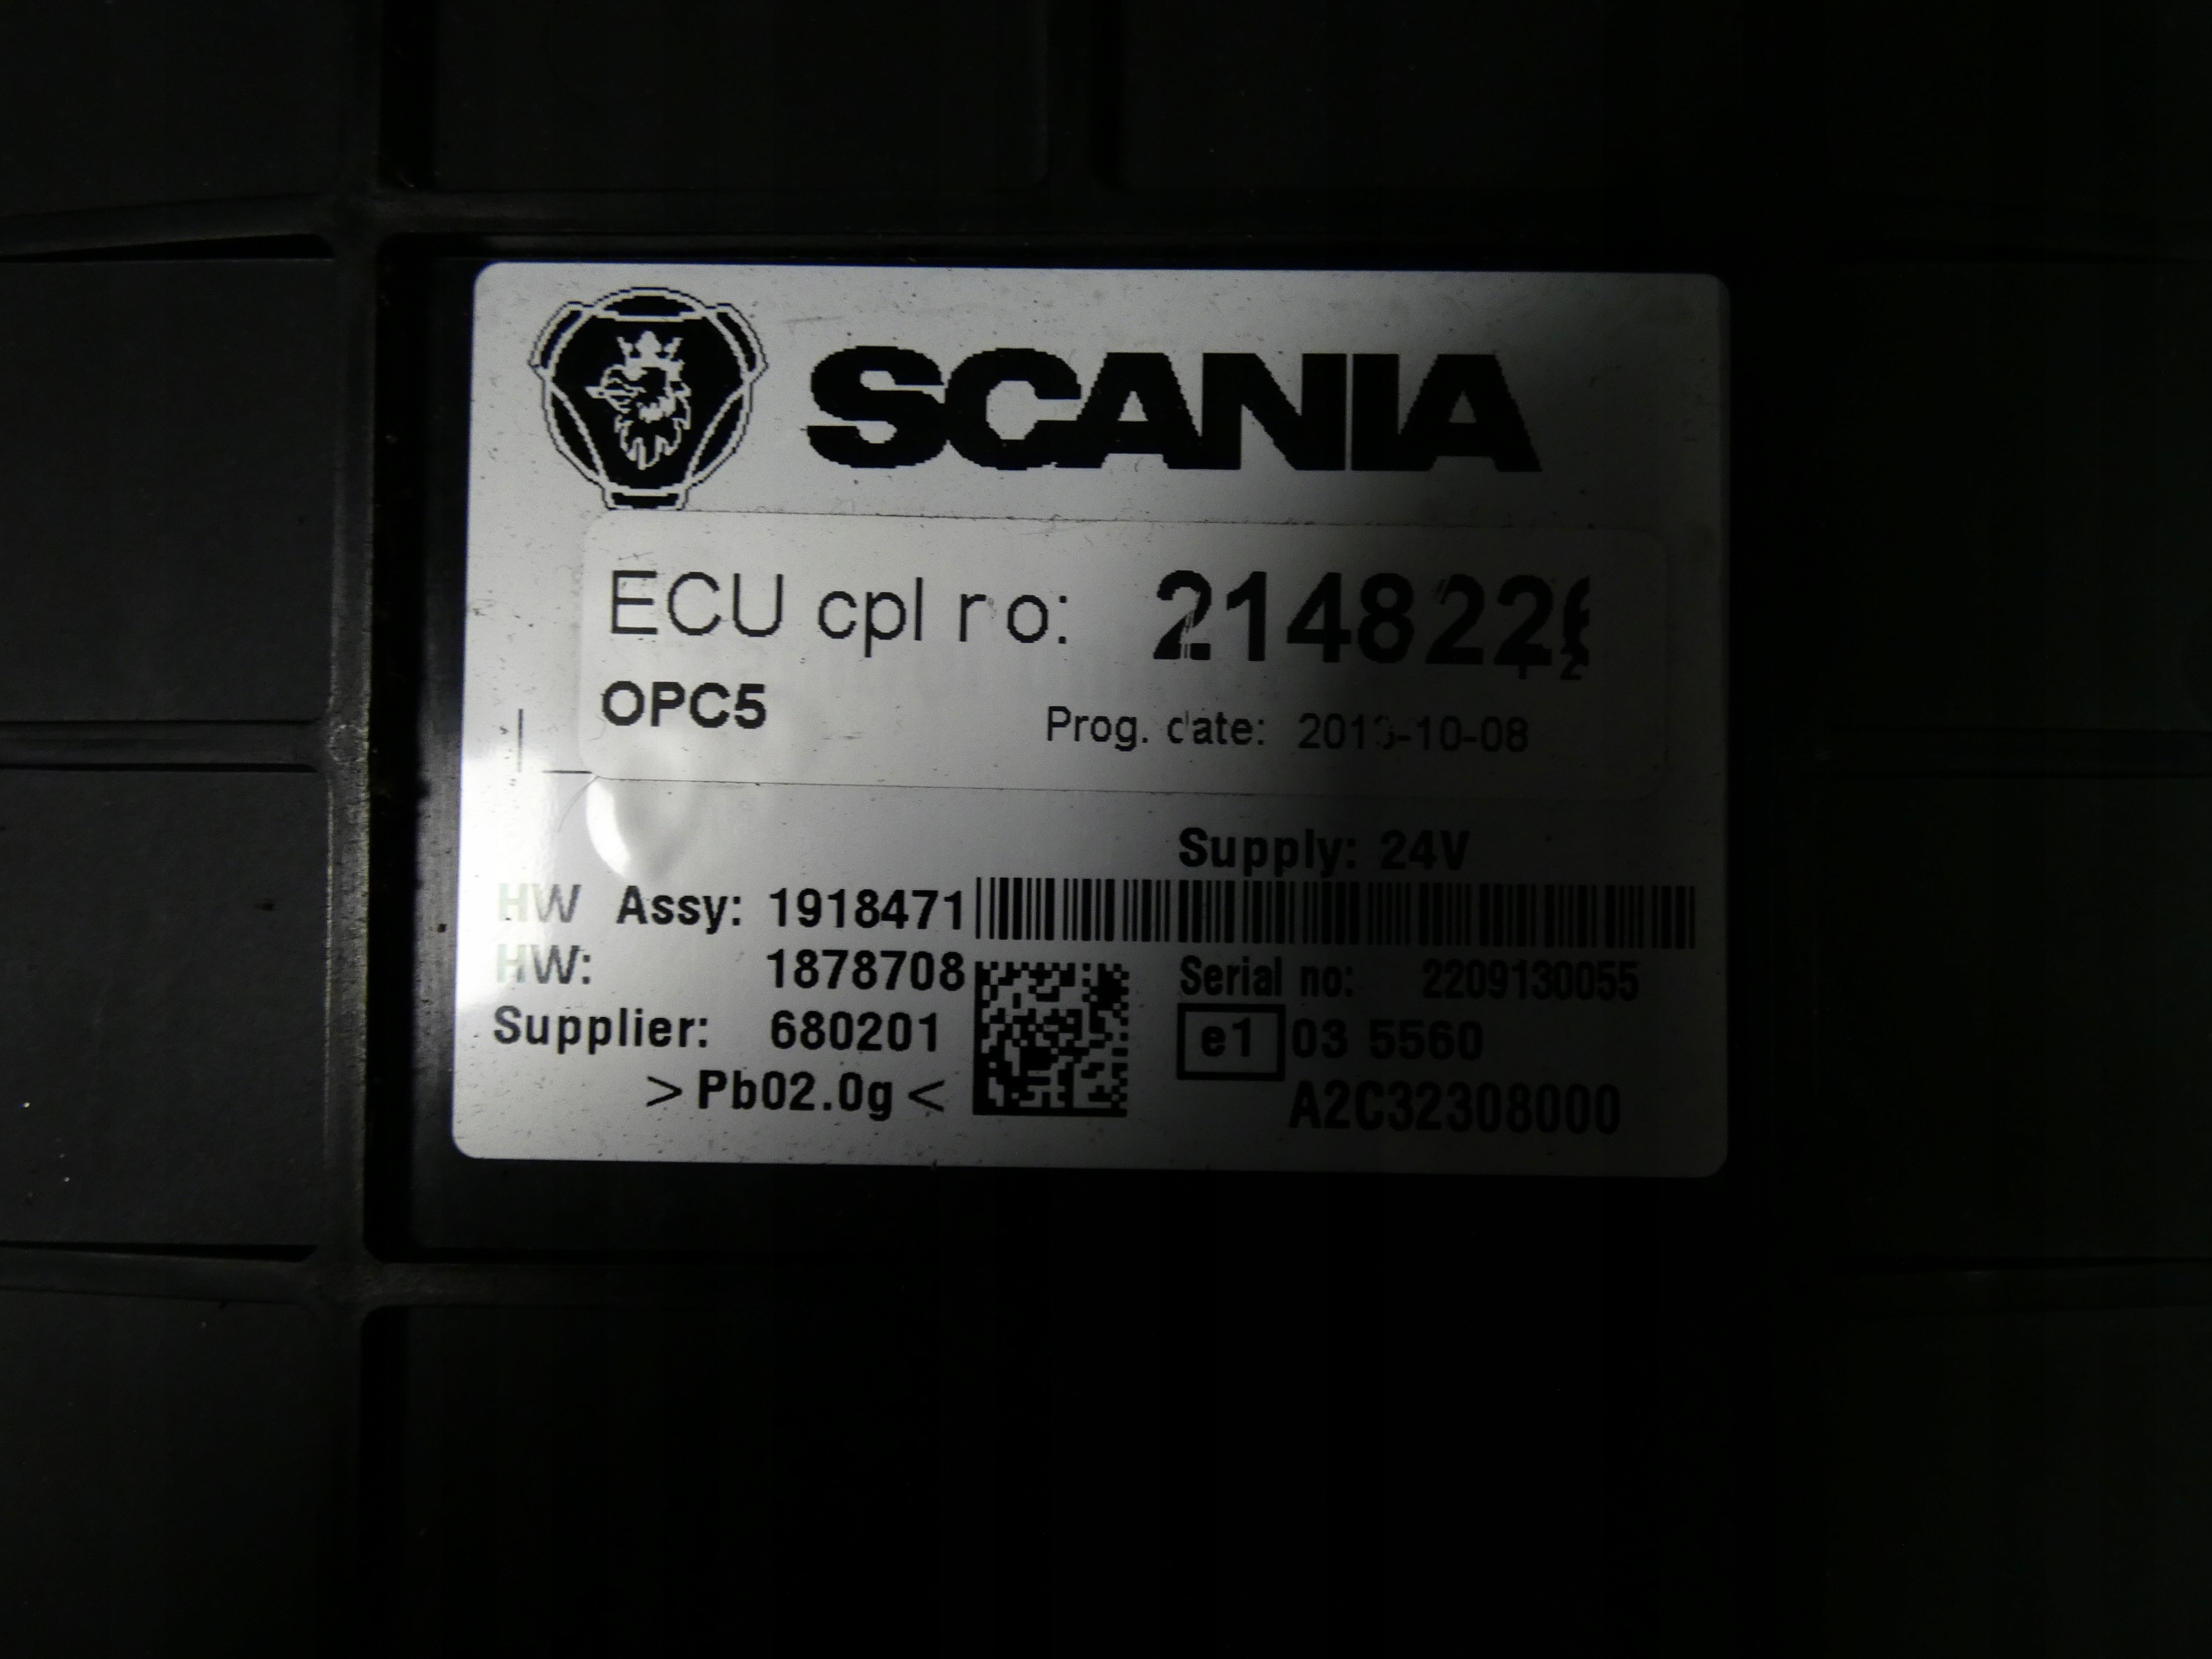 SCANIA
ECU cpl no:
OPC5
Prog. date:
Supply: 24V
HW Assy: 1918471
HW: 1878708 Serial no: 2209130055
Supplier: 680201 e1 03 5560
>Pb02.0g< A2C32308000